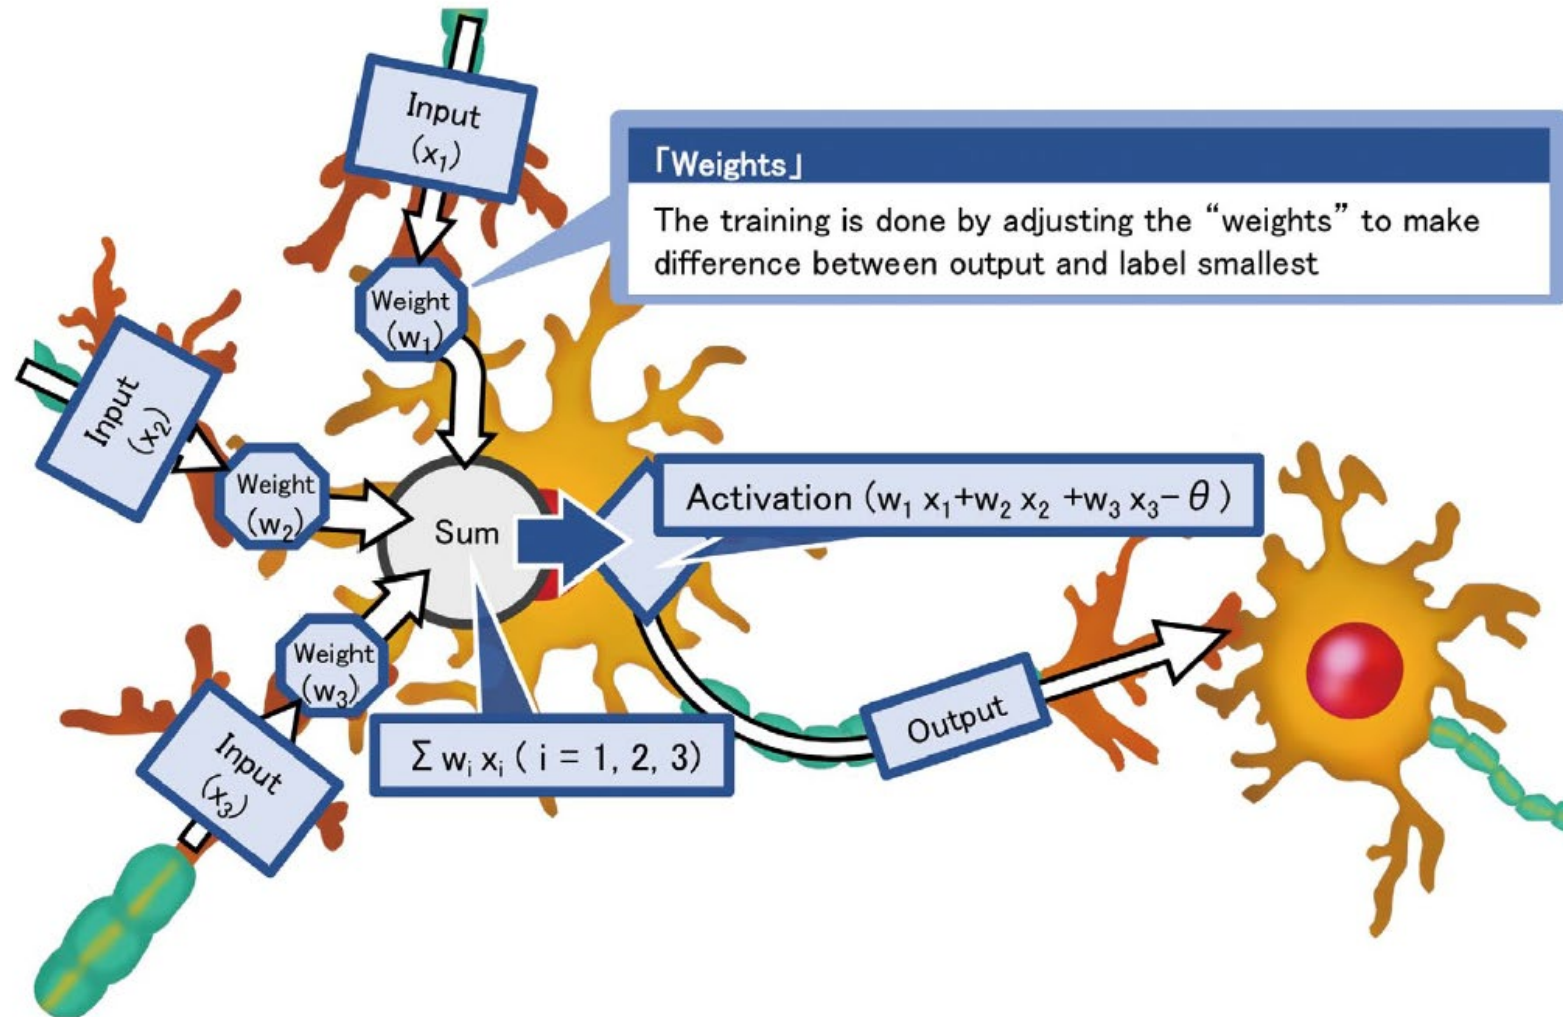 Input
(x₁)
「Weights」
The training is done by adjusting the “weights” to make
difference between output and label smallest
Weight
(w₁)
Input
(x₂)
Weight
(w₂)
Sum
Activation (w₁ x₁+w₂ x₂ +w₃ x₃− θ )
Weight
(w₃)
Input
(x₃)
Σ wᵢ xᵢ ( i = 1, 2, 3)
Output